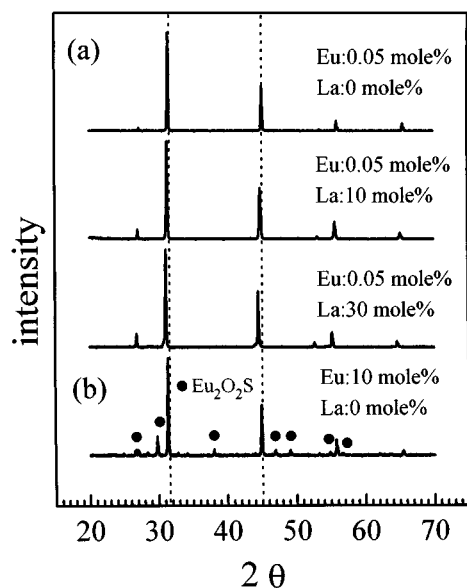 (a)
Eu:0.05 mole%
La:0 mole%
Eu:0.05 mole%
La:10 mole%
Eu:0.05 mole%
La:30 mole%
(b)
● Eu₂O₂S
Eu:10 mole%
La:0 mole%
intensity
20 30 40 50 60 70
2 θ